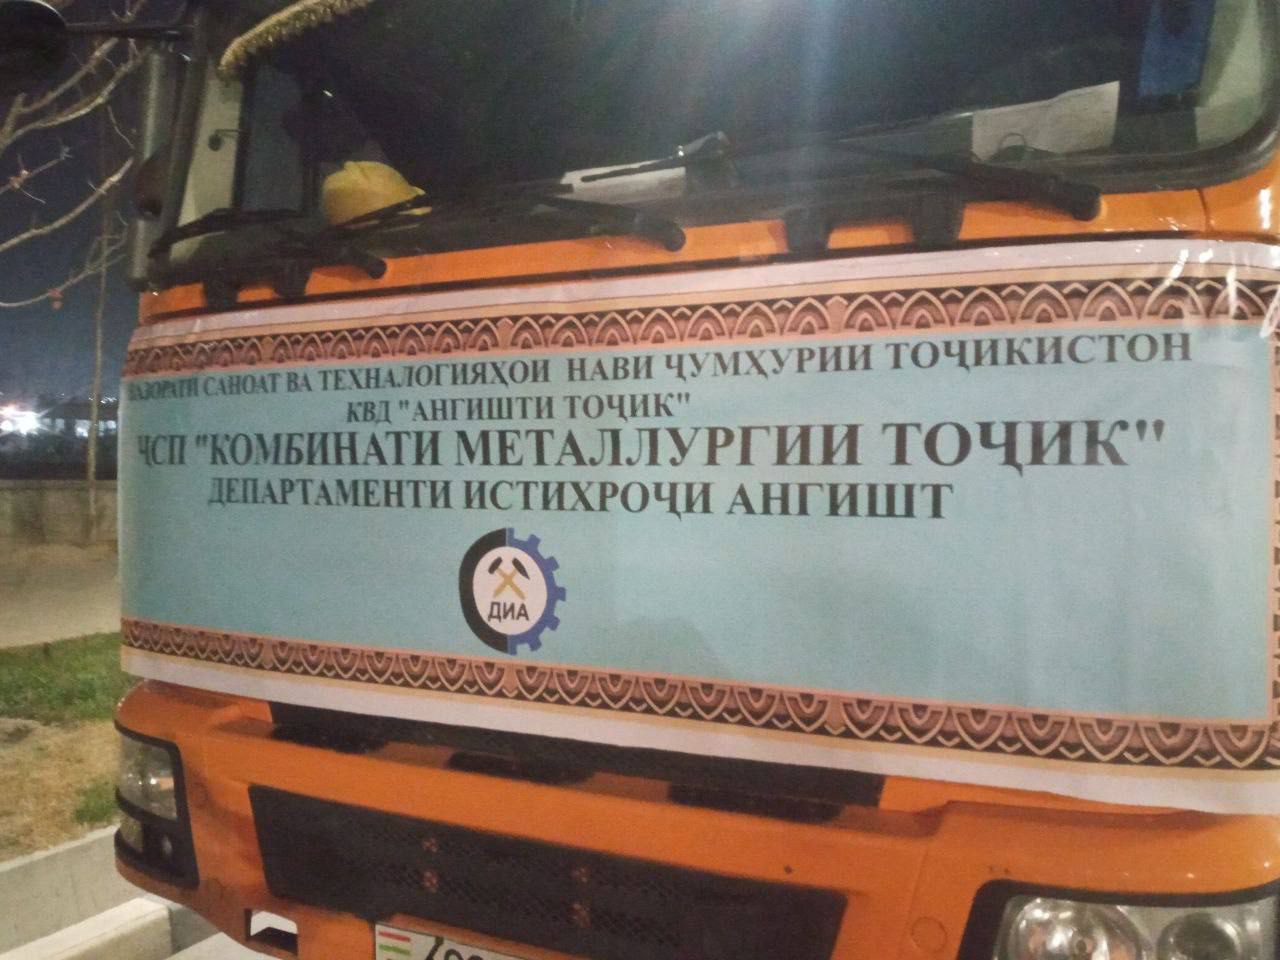 ВАЗОРАТИ САНОАТ ВА ТЕХНАЛОГИЯҲОИ НАВИ ҶУМҲУРИИ ТОҶИКИСТОН
КВД "АНГИШТИ ТОҶИК"
ҶСП "КОМБИНАТИ МЕТАЛЛУРГИИ ТОҶИК"
ДЕПАРТАМЕНТИ ИСТИХРОҶИ АНГИШТ
ДИА